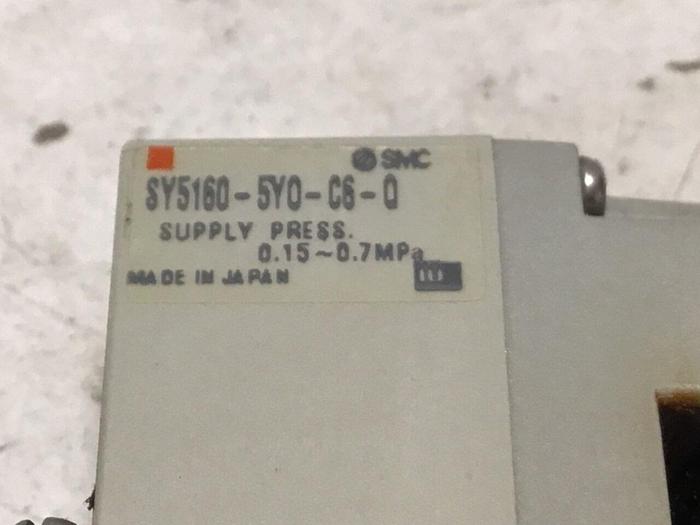 SMC
SY5160-5YO-C6-Q
SUPPLY PRESS.
0.15~0.7MPa
MADE IN JAPAN